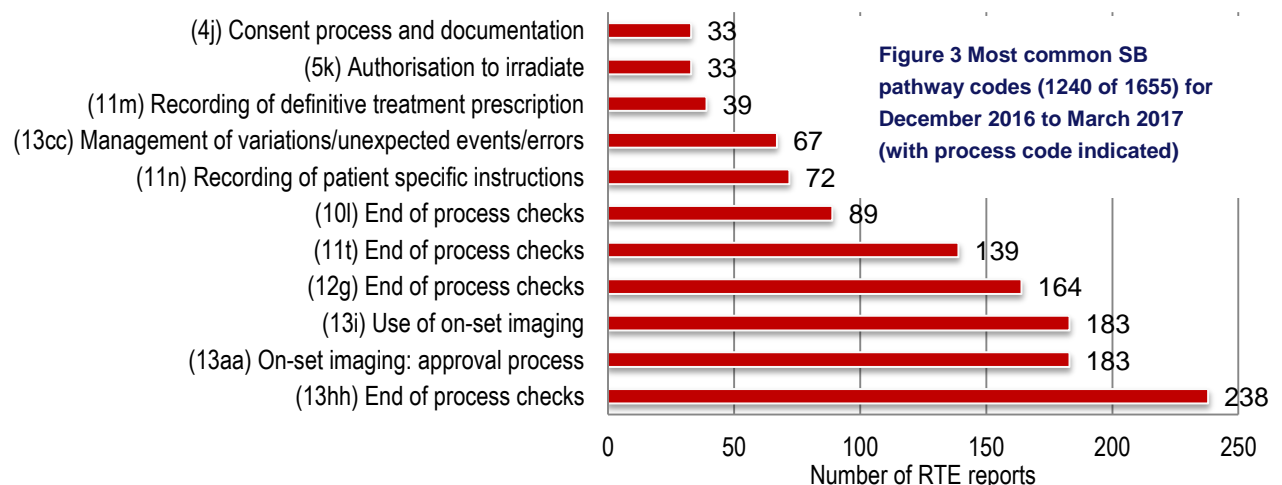 (4j) Consent process and documentation 33
(5k) Authorisation to irradiate 33
(11m) Recording of definitive treatment prescription 39
(13cc) Management of variations/unexpected events/errors 67
(11n) Recording of patient specific instructions 72
(10l) End of process checks 89
(11t) End of process checks 139
(12g) End of process checks 164
(13i) Use of on-set imaging 183
(13aa) On-set imaging: approval process 183
(13hh) End of process checks 238
0 50 100 150 200 250
Number of RTE reports
Figure 3 Most common SB
pathway codes (1240 of 1655) for
December 2016 to March 2017
(with process code indicated)